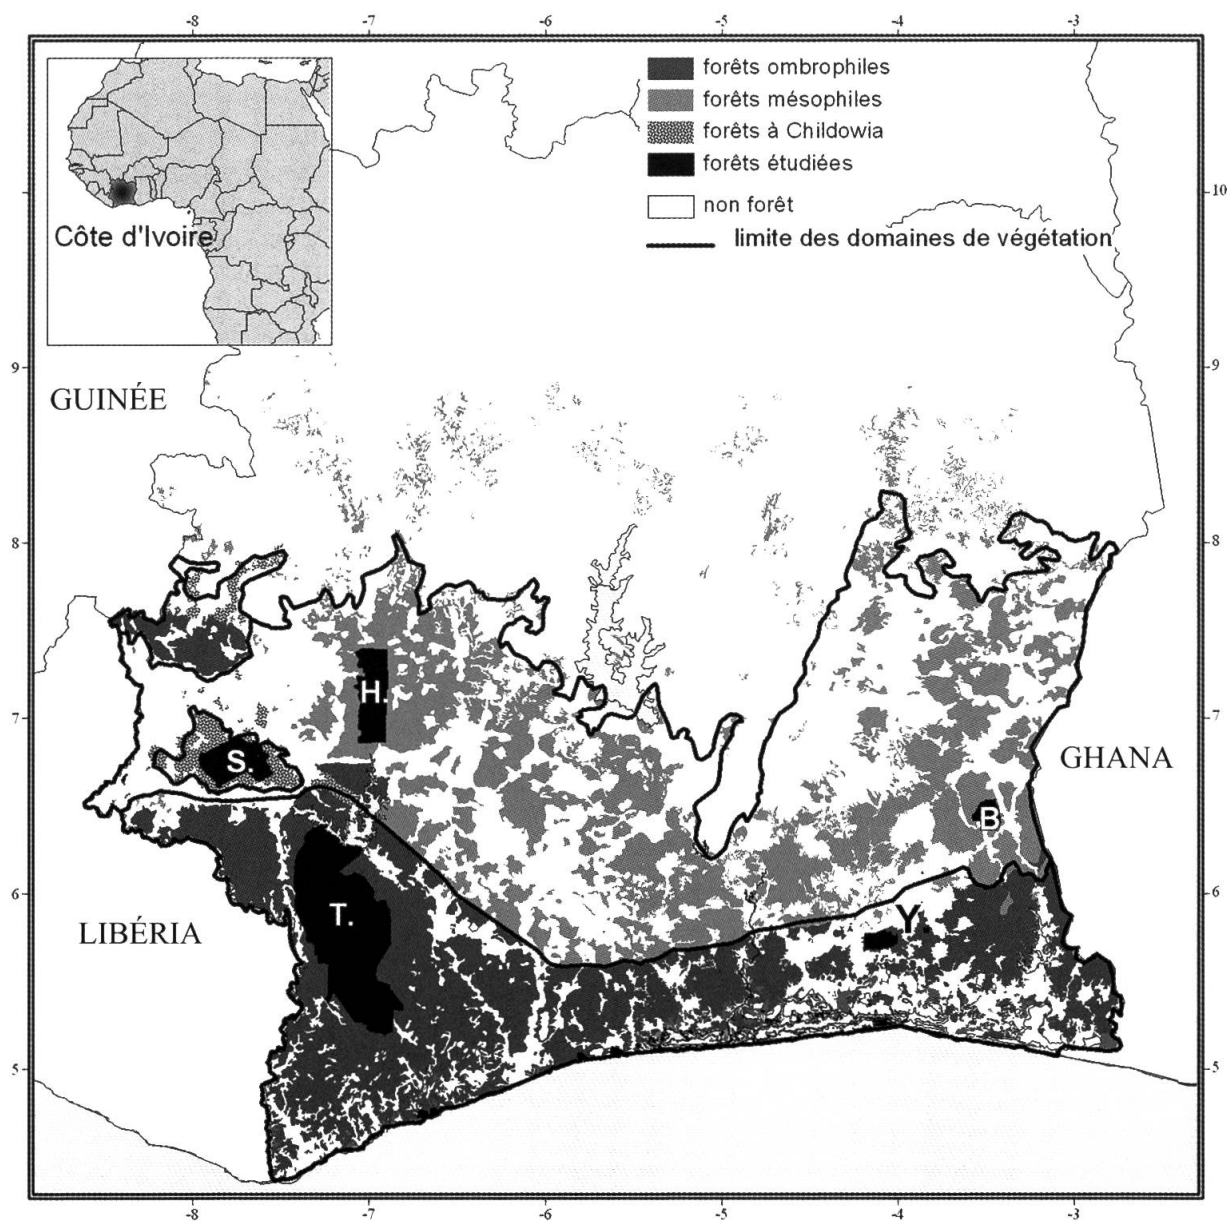 -8 -7 -6 -5 -4 -3
forêts ombrophiles
forêts mésophiles
forêts à Childowia
forêts étudiées
non forêt
limite des domaines de végétation
Côte d'Ivoire
10
9 9
GUINÉE
8 8
H.
7 7
S.
GHANA
B
6 6
T.
Y.
LIBÉRIA
5 5
-8 -7 -6 -5 -4 -3